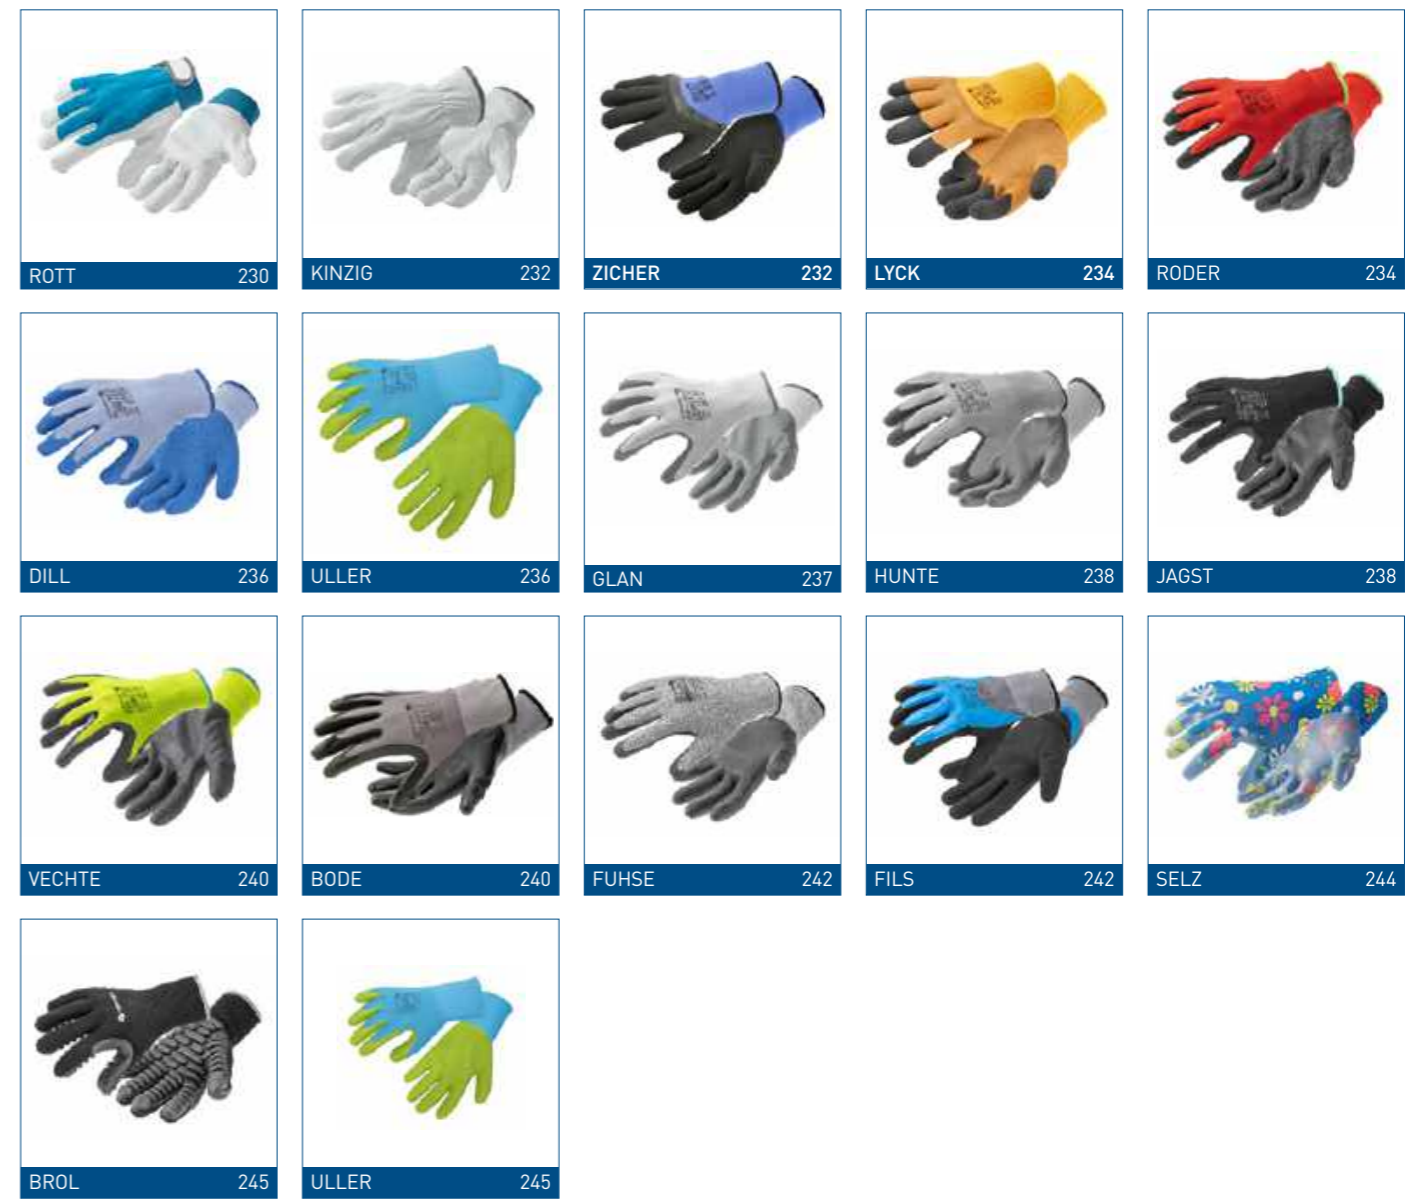 ROTT 230
KINZIG 232
ZICHER 232
LYCK 234
RODER 234
DILL 236
ULLER 236
GLAN 237
HUNTE 238
JAGST 238
VECHTE 240
BODE 240
FUHSE 242
FILS 242
SELZ 244
BROL 245
ULLER 245